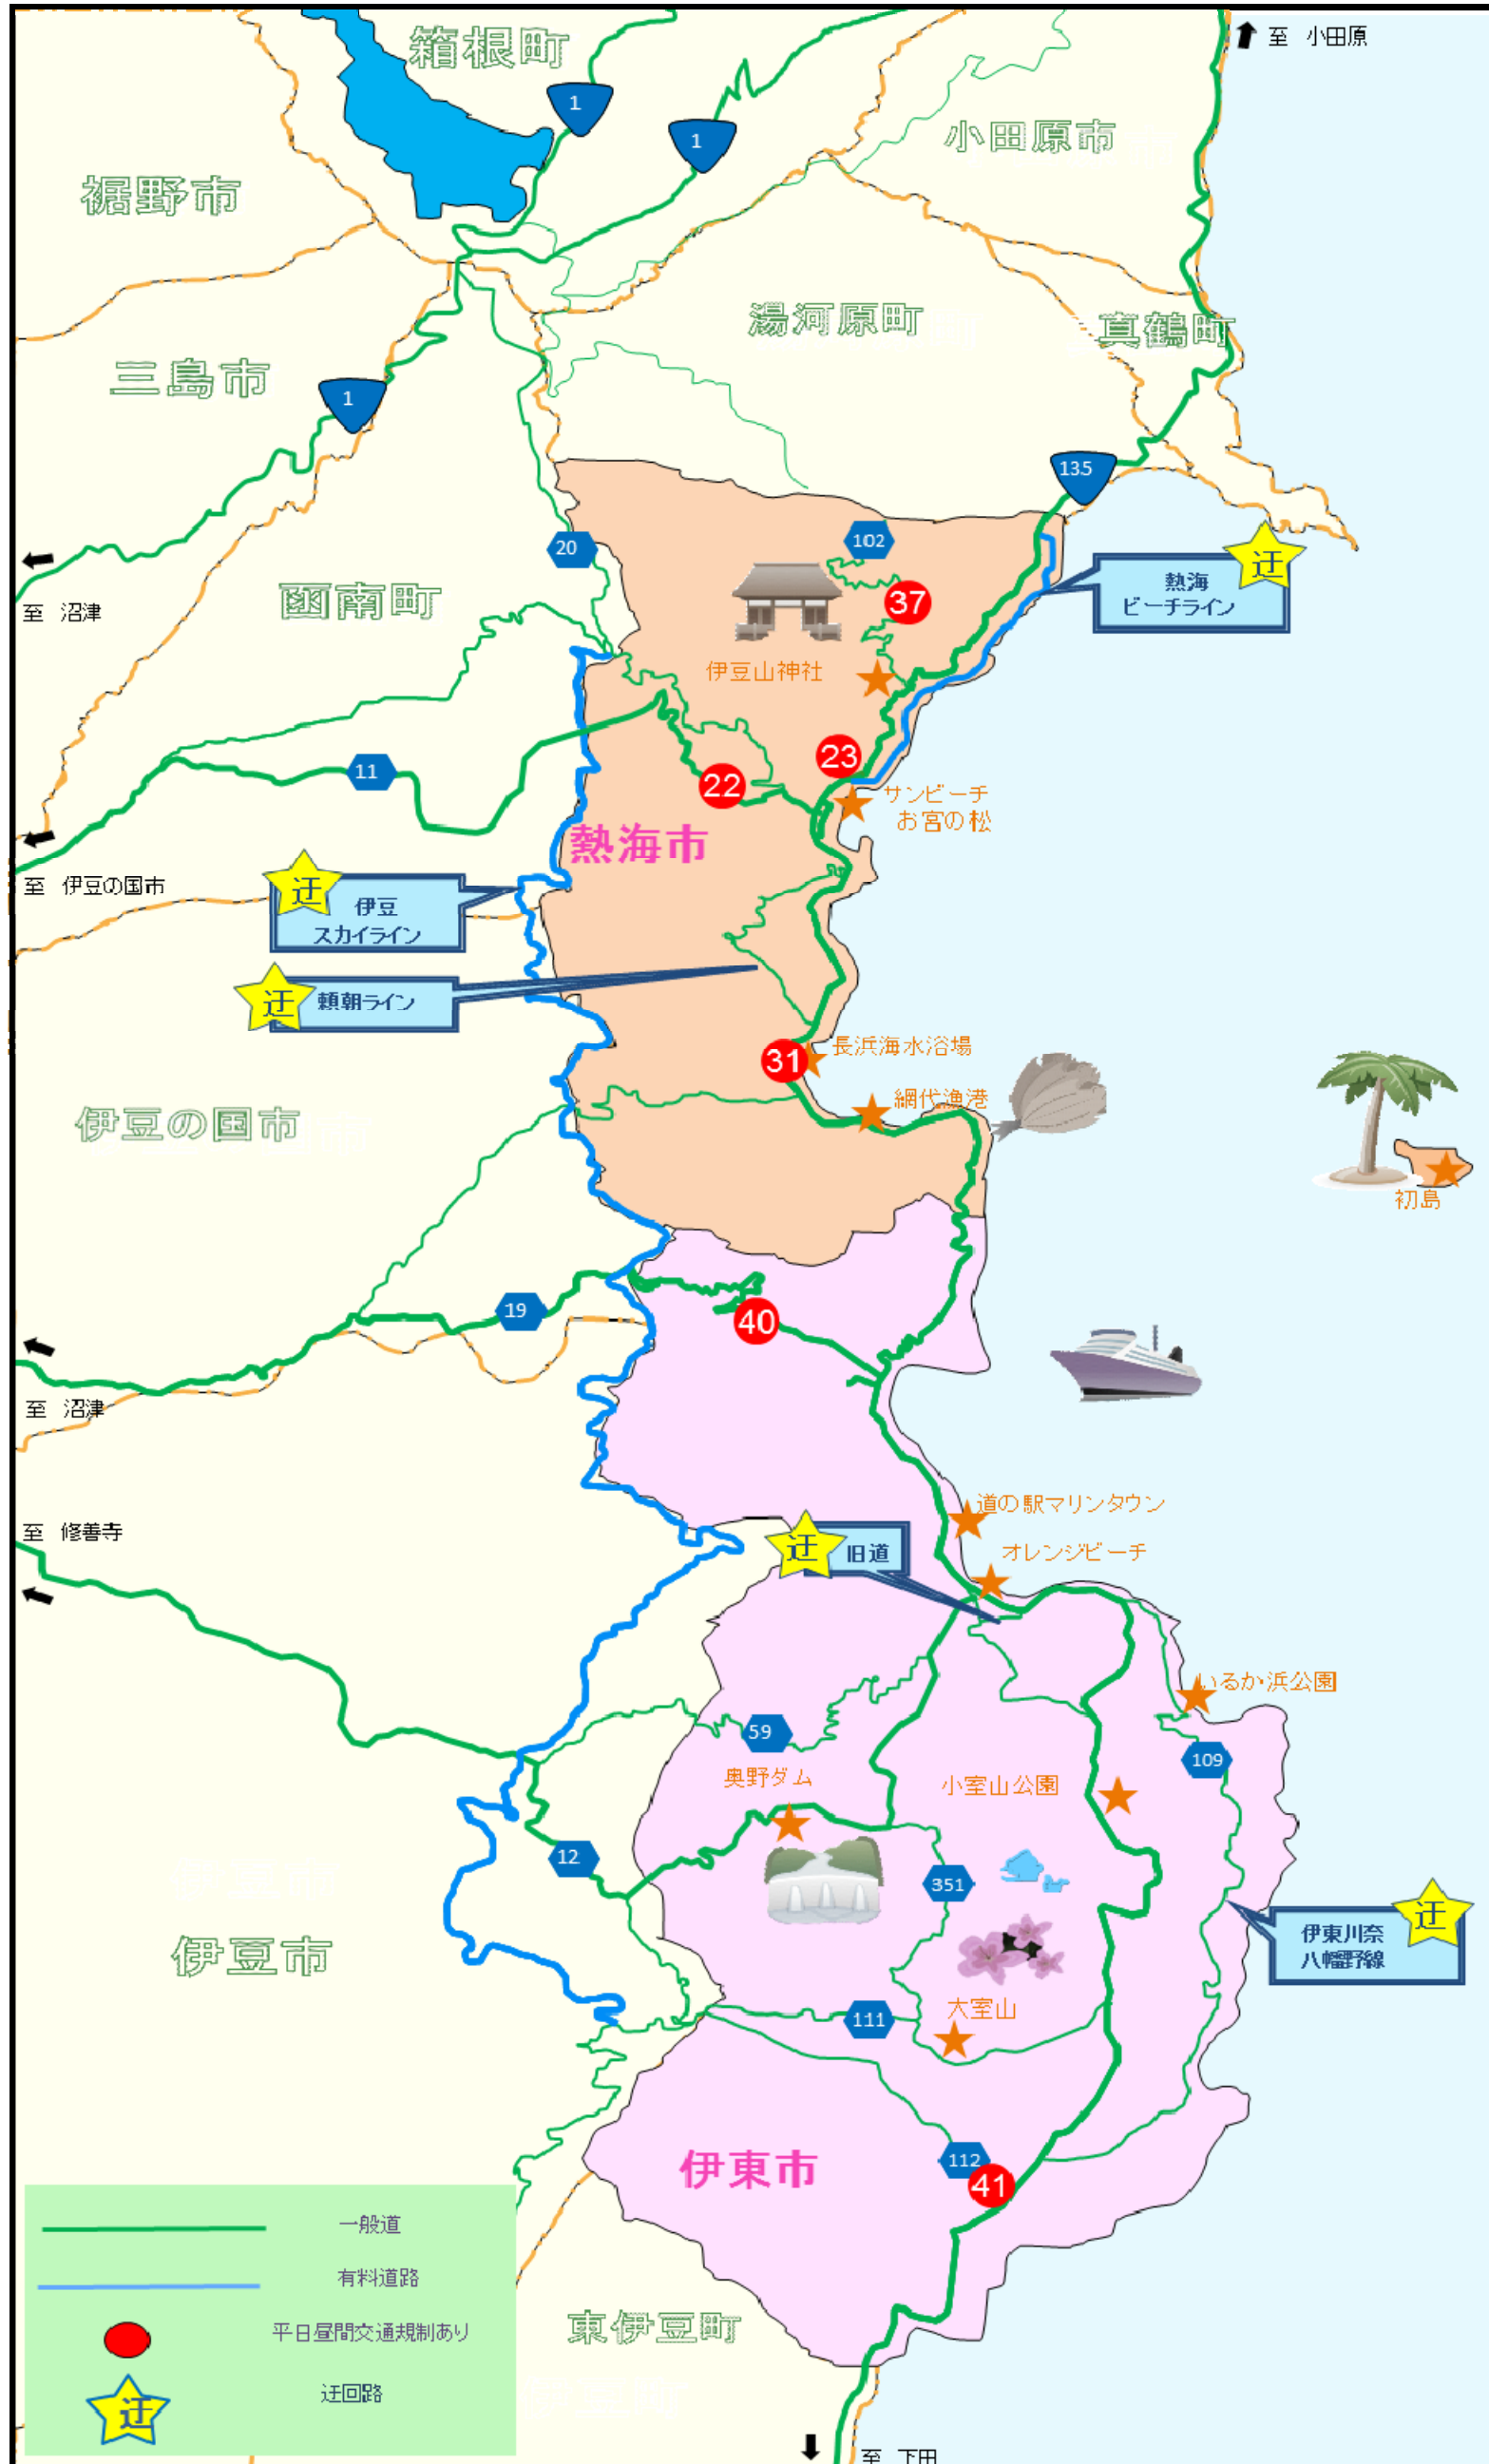 箱根町
至 小田原
1
1
小田原市
裾野市
湯河原町
真鶴町
三島市
1
135
20
102
迂
熱海
ビーチライン
函南町
37
至 沼津
伊豆山神社
23
11
22
サンビーチ
お宮の松
熱海市
至 伊豆の国市
迂
伊豆
スカイライン
迂
頼朝ライン
長浜海水浴場
31
網代漁港
伊豆の国市
初島
19
40
至 沼津
道の駅マリンタウン
至 修善寺
迂
旧道
オレンジビーチ
いるか浜公園
59
109
奥野ダム
小室山公園
12
351
迂
伊東川奈
八幡野線
伊豆市
大室山
111
伊東市
112
41
一般道
有料道路
平日昼間交通規制あり
東伊豆町
迂
迂回路
至 下田